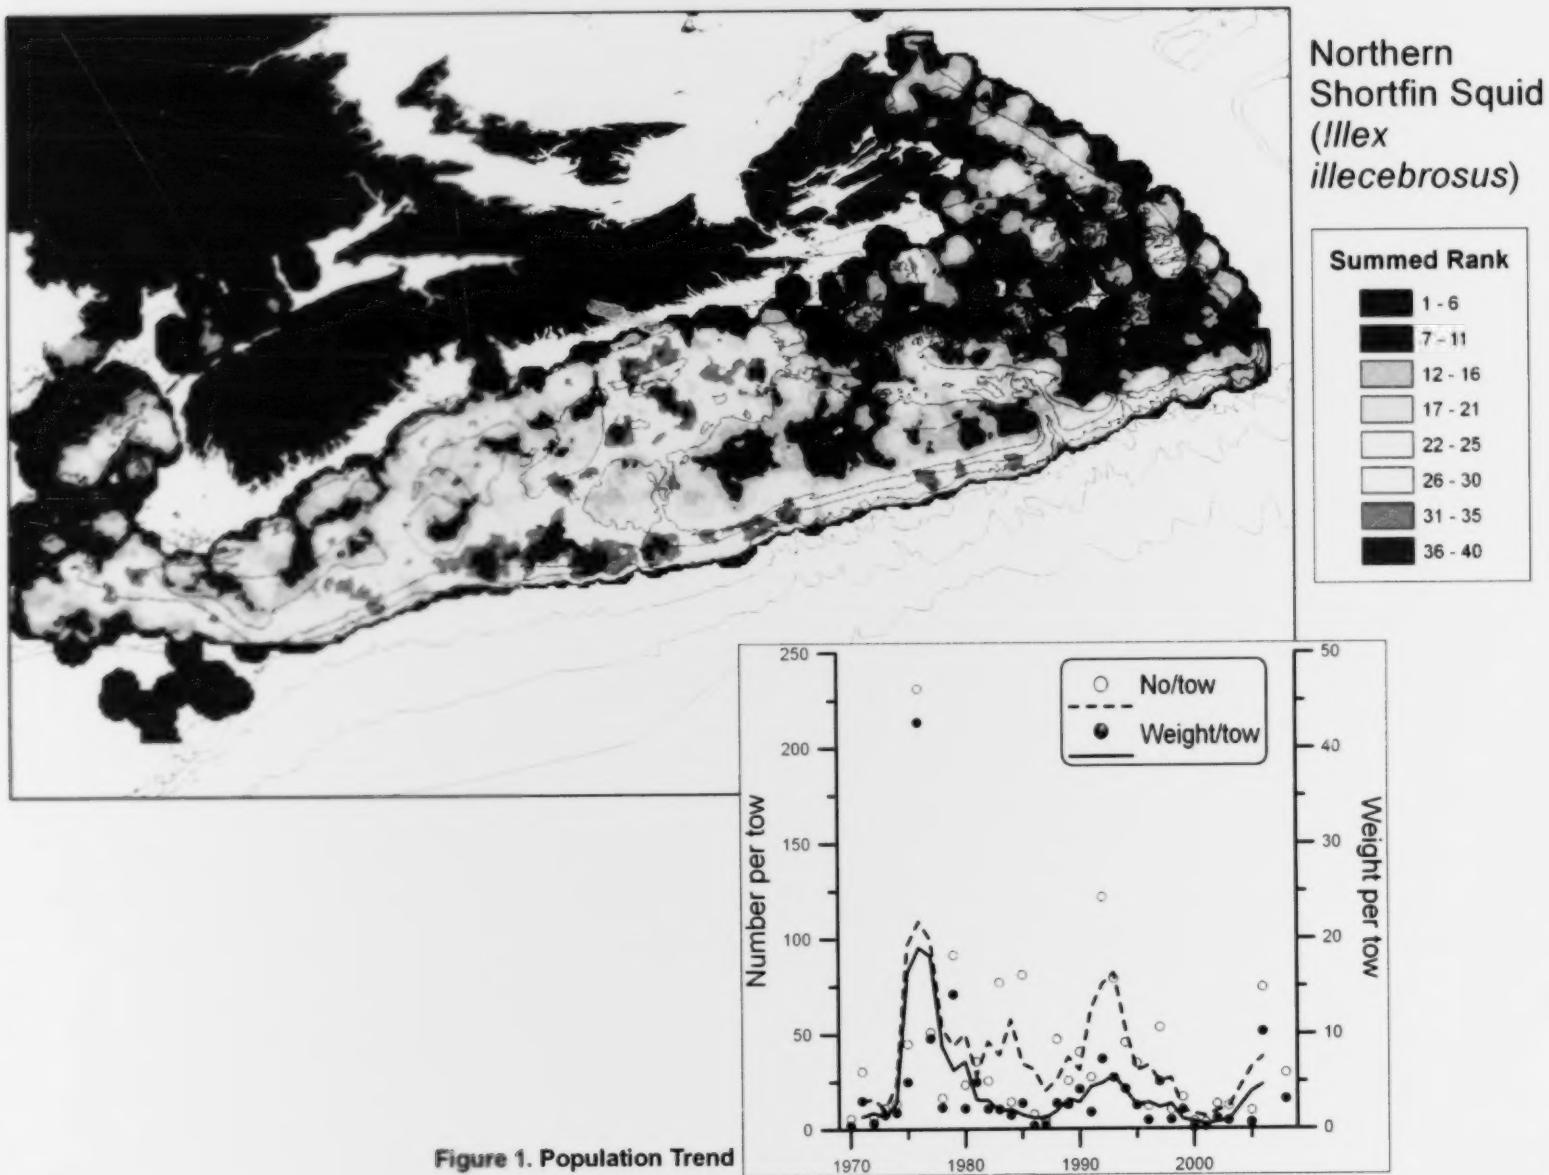 Northern
Shortfin Squid
(Illex
illecebrosus)
Summed Rank
1 - 6
7 - 11
12 - 16
17 - 21
22 - 25
26 - 30
31 - 35
36 - 40
250
200
150
100
50
0
Number per tow
No/tow
Weight/tow
50
40
30
20
10
0
Weight per tow
1970
1980
1990
2000
Figure 1. Population Trend